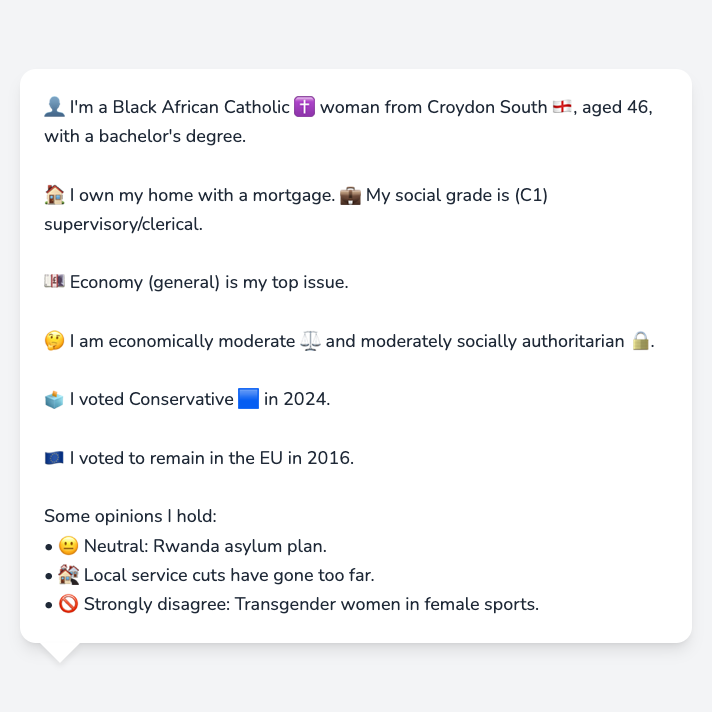 👤 I'm a Black African Catholic ✝️ woman from Croydon South 🏴󠁧󠁢󠁥󠁮󠁧󠁿, aged 46,
with a bachelor's degree.
🏠 I own my home with a mortgage. 💼 My social grade is (C1)
supervisory/clerical.
💷 Economy (general) is my top issue.
🤔 I am economically moderate ⚖️ and moderately socially authoritarian 🔒.
🗳️ I voted Conservative 🟦 in 2024.
🇪🇺 I voted to remain in the EU in 2016.
Some opinions I hold:
• 😐 Neutral: Rwanda asylum plan.
• 🏚️ Local service cuts have gone too far.
• 🚫 Strongly disagree: Transgender women in female sports.